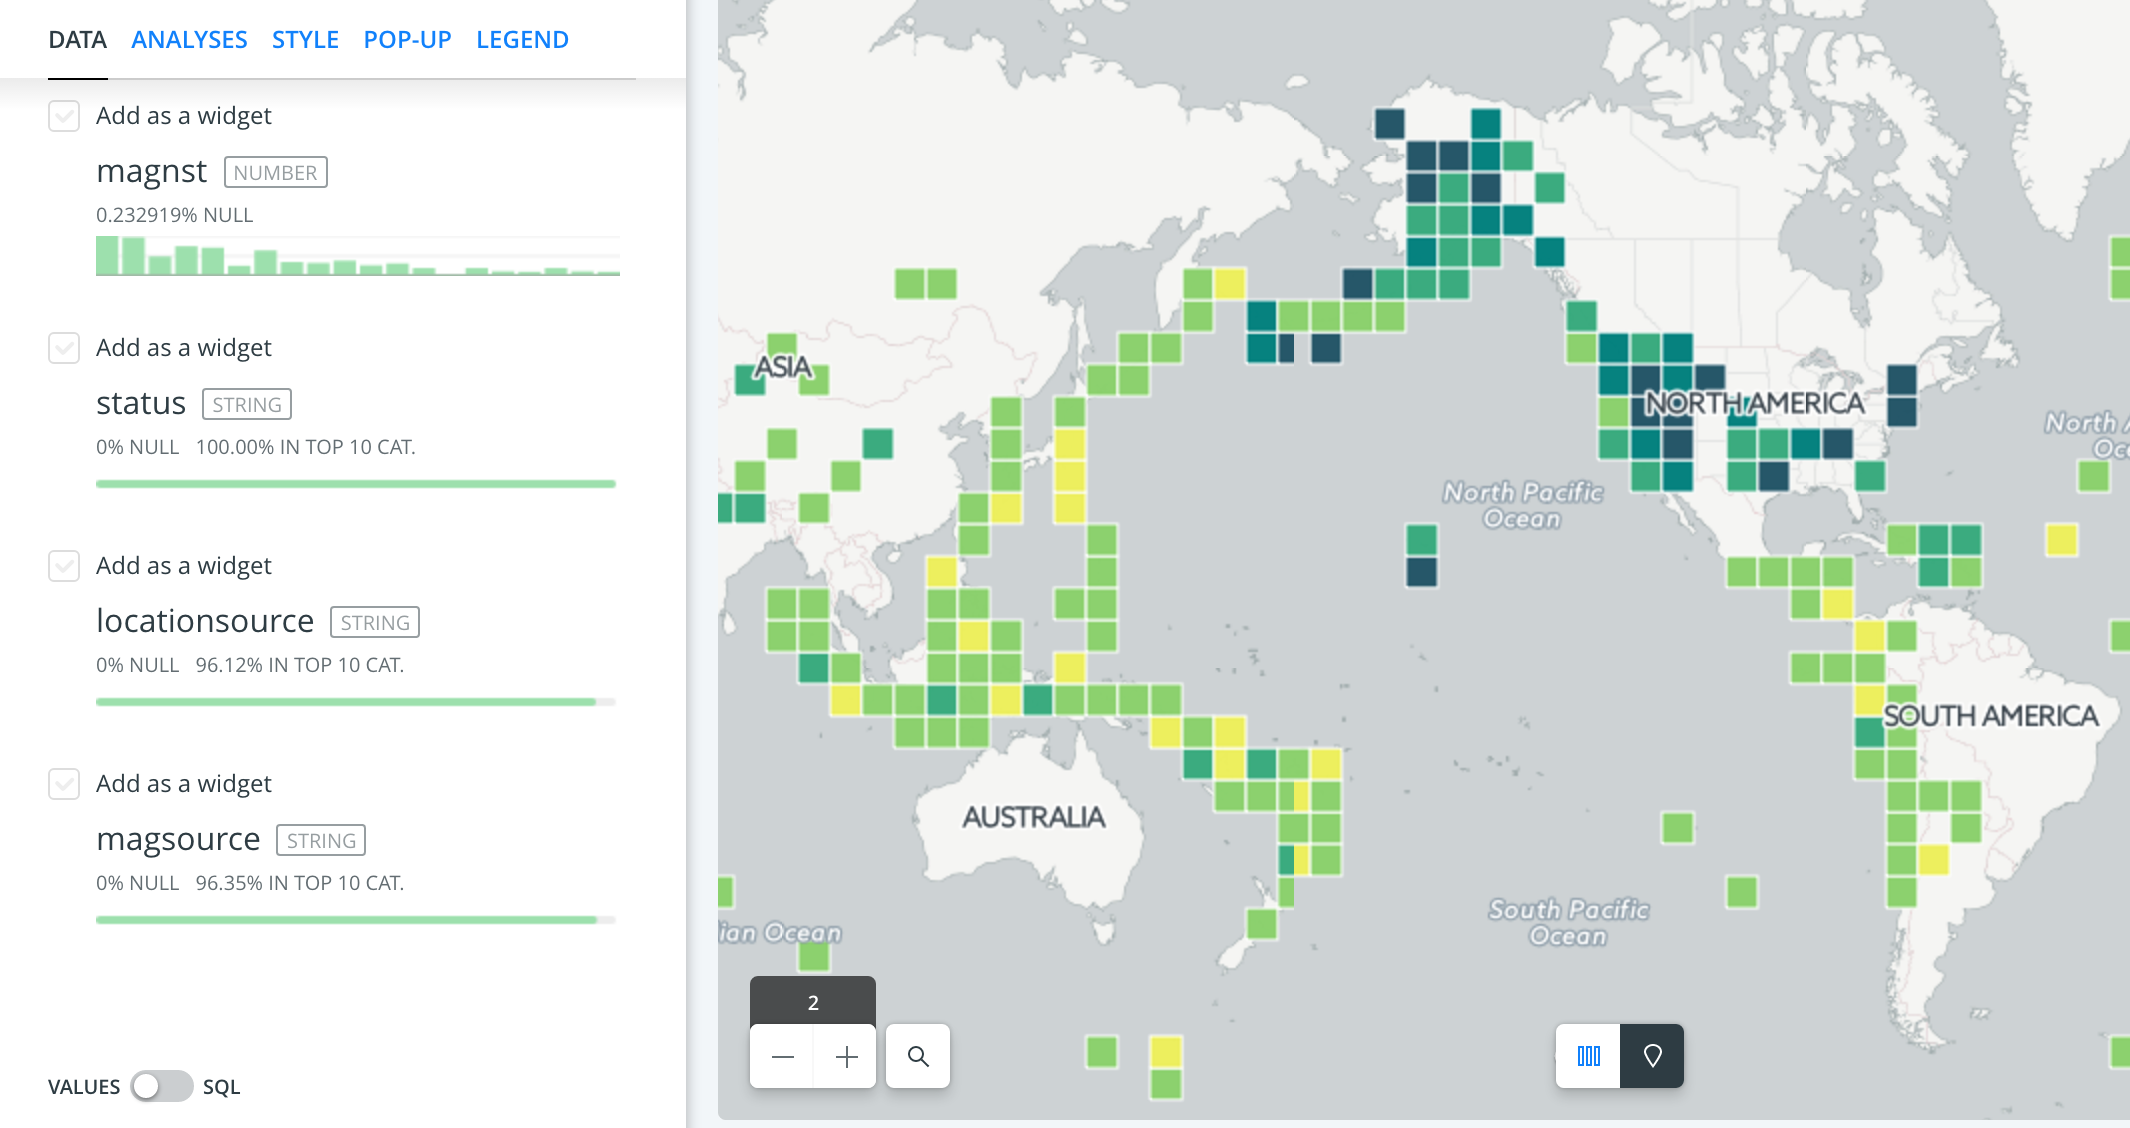 DATA ANALYSES STYLE POP-UP LEGEND
Add as a widget
magnst NUMBER
0.232919% NULL
Add as a widget
status STRING
0% NULL 100.00% IN TOP 10 CAT.
Add as a widget
locationsource STRING
0% NULL 96.12% IN TOP 10 CAT.
Add as a widget
magsource STRING
0% NULL 96.35% IN TOP 10 CAT.
VALUES SQL
ASIA
NORTH AMERICA
North A
Oc
North Pacific
Ocean
SOUTH AMERICA
AUSTRALIA
South Pacific
Ocean
ian Ocean
2